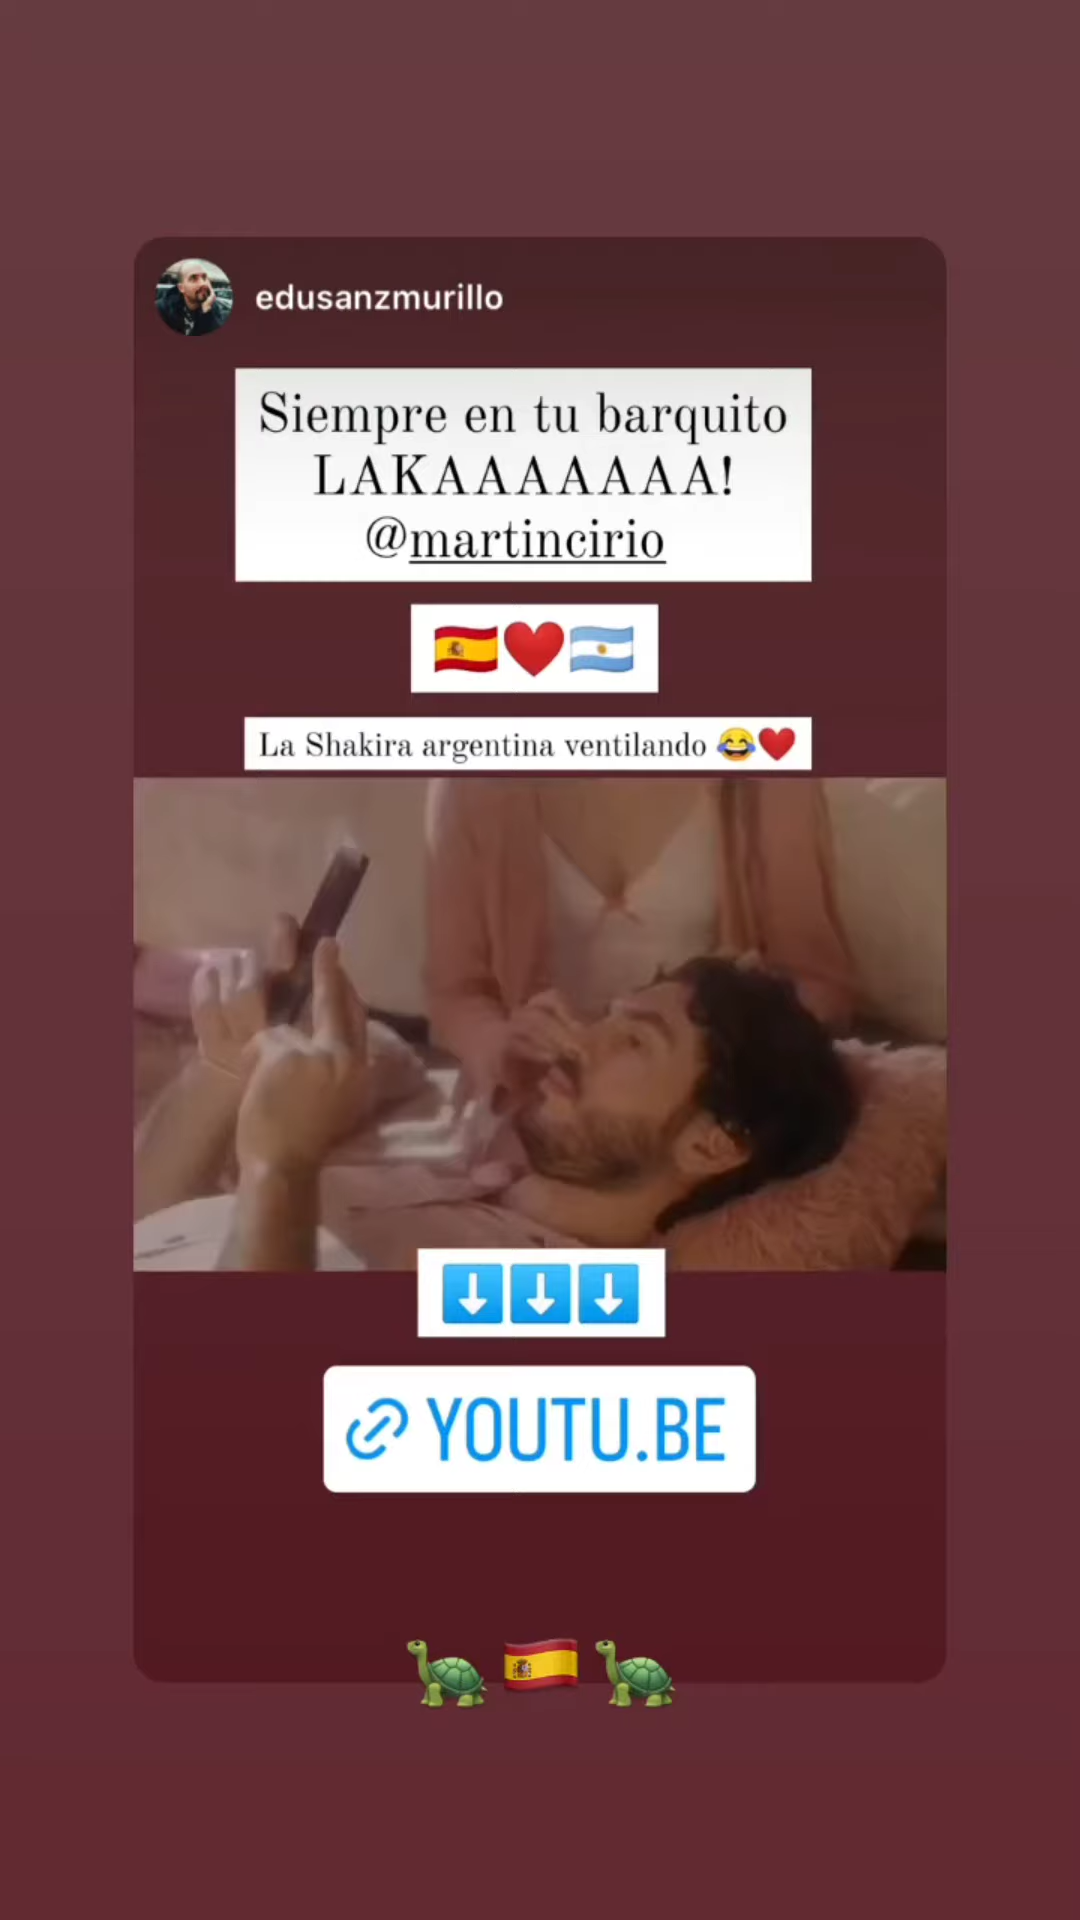 edusanzmurillo
Siempre en tu barquito
LAKAAAAAAA!
@martincirio
🇪🇸❤️🇦🇷
La Shakira argentina ventilando 😂❤️
⬇️⬇️⬇️
YOUTU.BE
🐢🇪🇸🐢